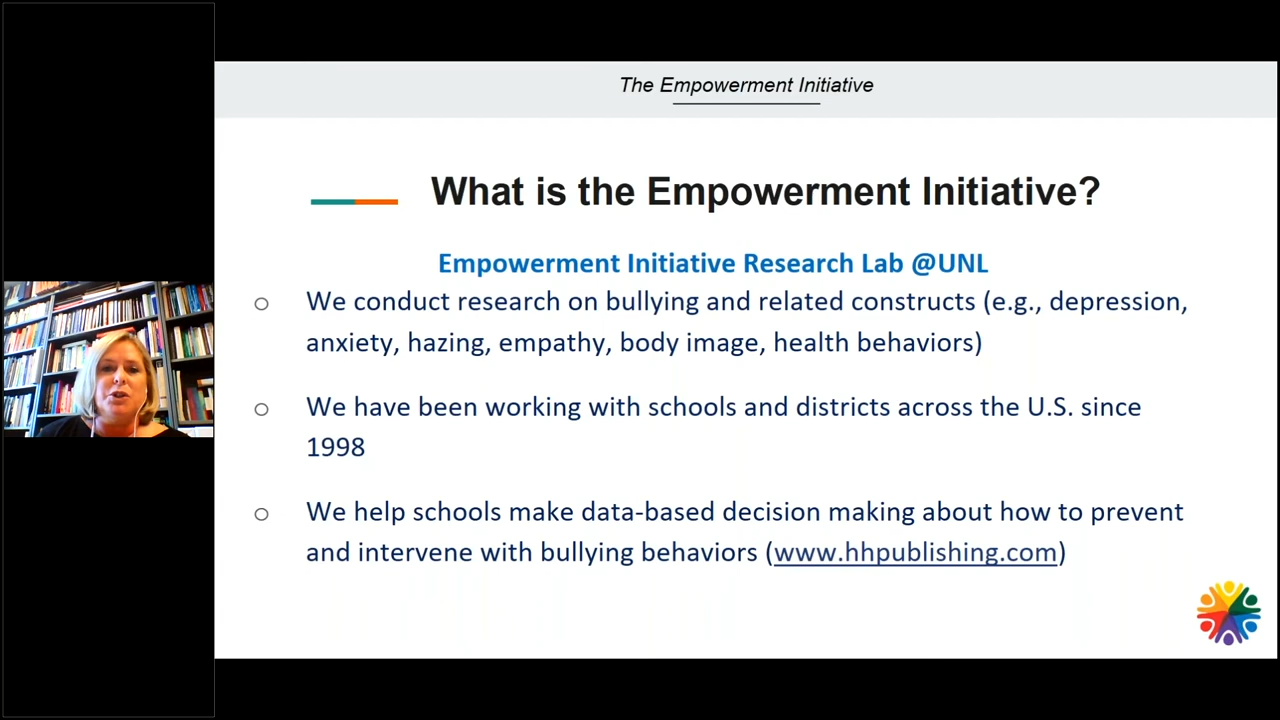 The Empowerment Initiative
What is the Empowerment Initiative?
Empowerment Initiative Research Lab @UNL
○ We conduct research on bullying and related constructs (e.g., depression,
anxiety, hazing, empathy, body image, health behaviors)
○ We have been working with schools and districts across the U.S. since
1998
○ We help schools make data-based decision making about how to prevent
and intervene with bullying behaviors (www.hhpublishing.com)